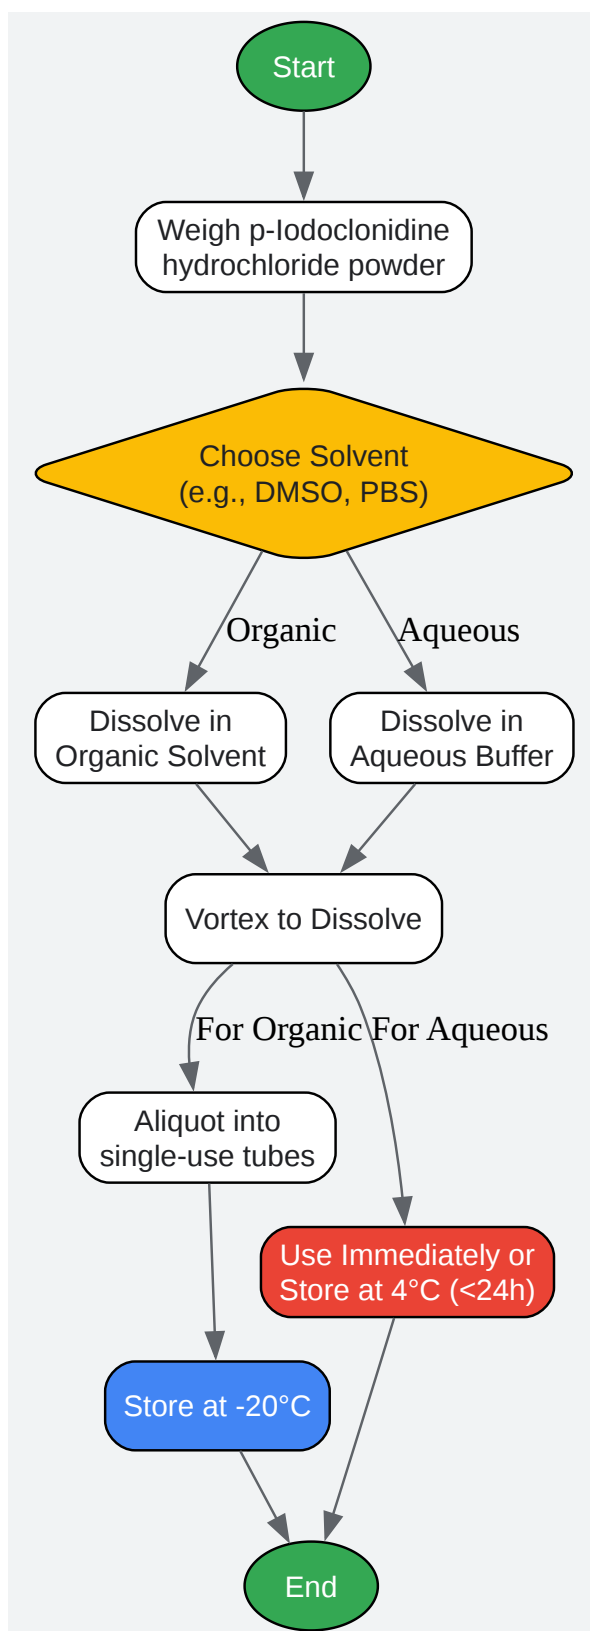 Start
Weigh p-Iodoclonidine
hydrochloride powder
Choose Solvent
(e.g., DMSO, PBS)
Organic
Aqueous
Dissolve in
Organic Solvent
Dissolve in
Aqueous Buffer
Vortex to Dissolve
For Organic
For Aqueous
Aliquot into
single-use tubes
Use Immediately or
Store at 4°C (<24h)
Store at -20°C
End